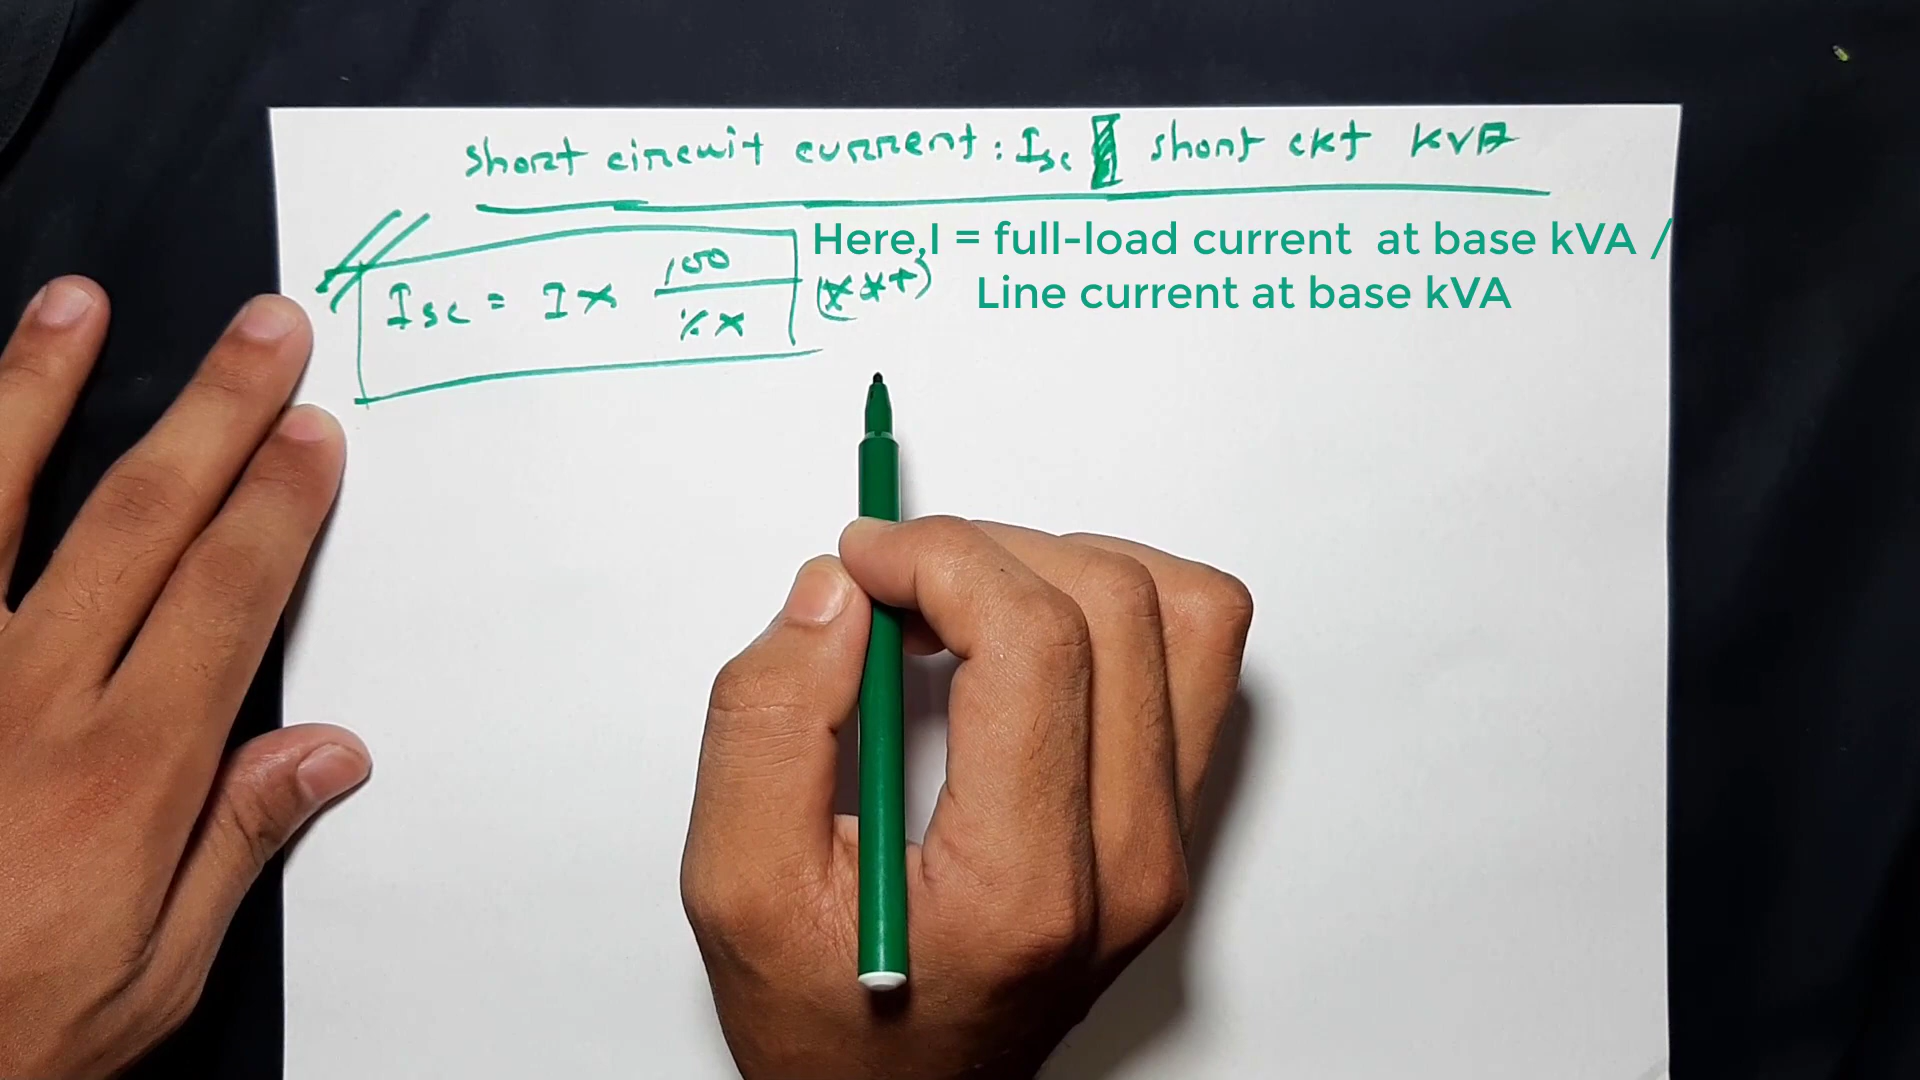 short circuit current : Isc short ckt KVA
Here,I = full-load current at base kVA /
Line current at base kVA
Isc = I x 100 / % x (***)